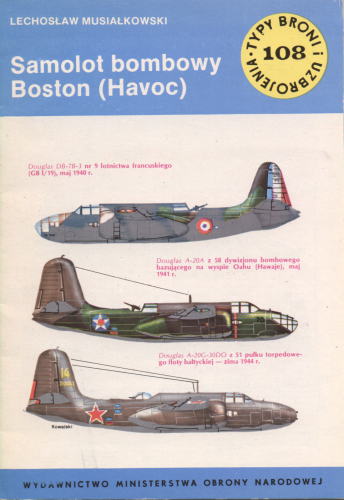 LECHOSŁAW MUSIAŁKOWSKI
Samolot bombowy
Boston (Havoc)
TYPY BRONI i UZBROJENIA
108
Douglas DB-7B-3 nr 9 lotnictwa francuskiego
(GB I/19), maj 1940 r.
Douglas A-20A z 58 dywizjonu bombowego
bazującego na wyspie Oahu (Hawaje), maj
1941 r.
Douglas A-20G-30DO z 51 pułku torpedowe-
go floty bałtyckiej — zima 1944 r.
16
Kowalski
WYDAWNICTWO MINISTERSTWA OBRONY NARODOWEJ